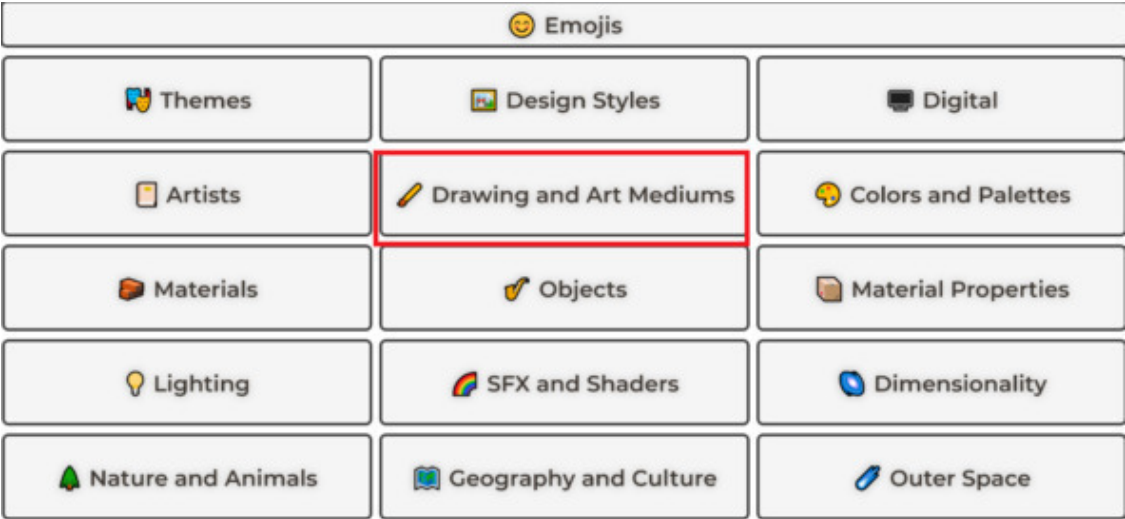 😊 Emojis
Themes
Design Styles
Digital
Artists
Drawing and Art Mediums
Colors and Palettes
Materials
Objects
Material Properties
Lighting
SFX and Shaders
Dimensionality
Nature and Animals
Geography and Culture
Outer Space